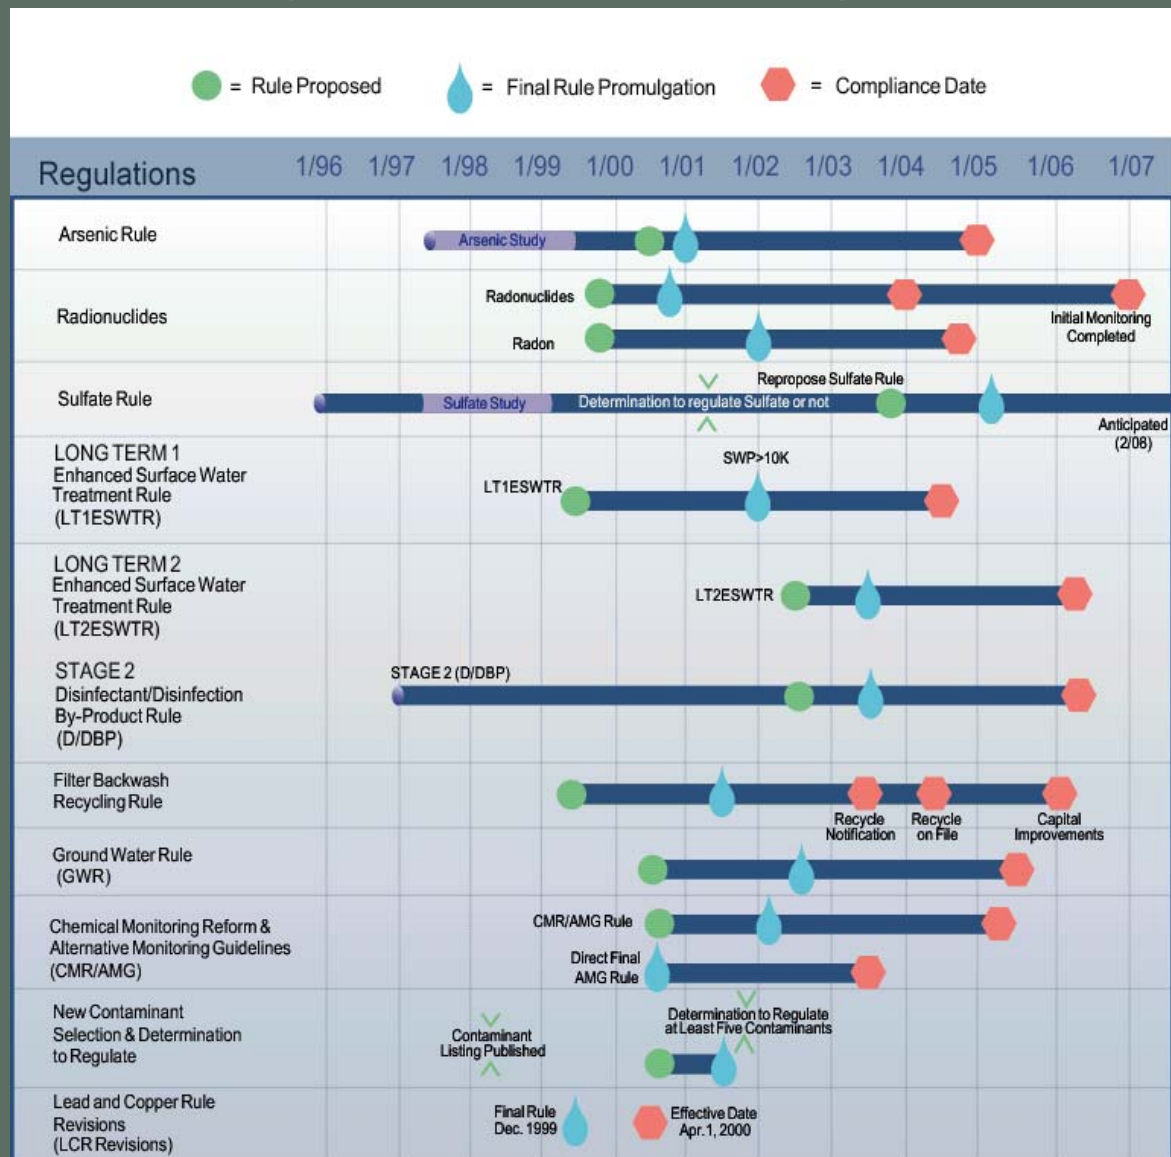 = Rule Proposed = Final Rule Promulgation = Compliance Date
Regulations 1/96 1/97 1/98 1/99 1/00 1/01 1/02 1/03 1/04 1/05 1/06 1/07
Arsenic Rule
Arsenic Study
Radionuclides
Radonuclides
Initial Monitoring
Completed
Radon
Sulfate Rule
Sulfate Study
Determination to regulate Sulfate or not
Repropose Sulfate Rule
Anticipated
(2/08)
LONG TERM 1
Enhanced Surface Water
Treatment Rule
(LT1ESWTR)
LT1ESWTR
SWP>10K
LONG TERM 2
Enhanced Surface Water
Treatment Rule
(LT2ESWTR)
LT2ESWTR
STAGE 2
Disinfectant/Disinfection
By-Product Rule
(D/DBP)
STAGE 2 (D/DBP)
Filter Backwash
Recycling Rule
Recycle
Notification
Recycle
on File
Capital
Improvements
Ground Water Rule
(GWR)
Chemical Monitoring Reform &
Alternative Monitoring Guidelines
(CMR/AMG)
CMR/AMG Rule
Direct Final
AMG Rule
New Contaminant
Selection & Determination
to Regulate
Contaminant
Listing Published
Determination to Regulate
at Least Five Contaminants
Lead and Copper Rule
Revisions
(LCR Revisions)
Final Rule
Dec. 1999
Effective Date
Apr. 1, 2000